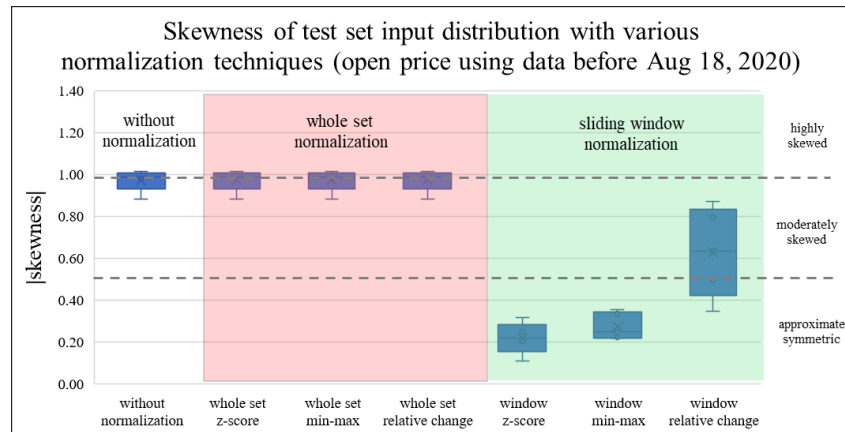 Skewness of test set input distribution with various
normalization techniques (open price using data before Aug 18, 2020)
|skewness|
1.40
1.20
1.00
0.80
0.60
0.40
0.20
0.00
without
normalization
whole set
normalization
sliding window
normalization
highly
skewed
moderately
skewed
approximate
symmetric
without
normalization
whole set
z-score
whole set
min-max
whole set
relative change
window
z-score
window
min-max
window
relative change